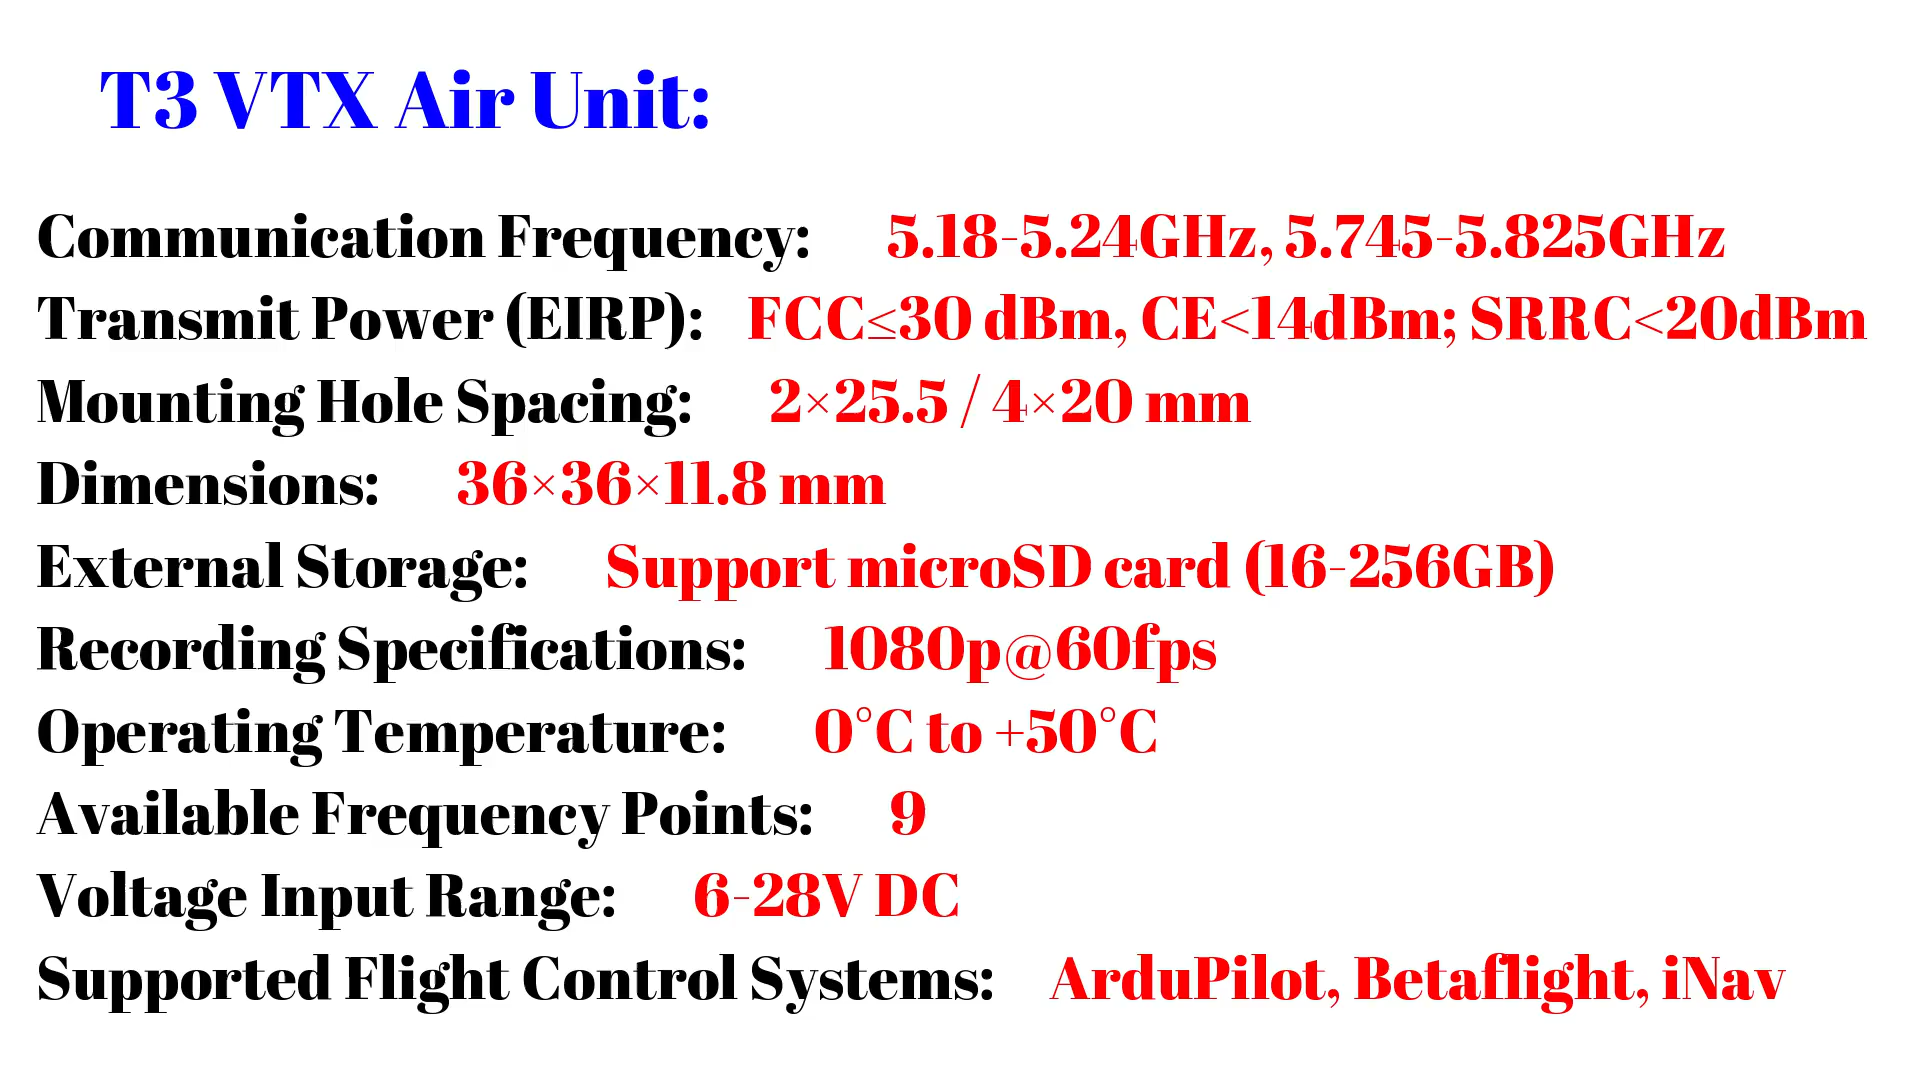 T3 VTX Air Unit:
Communication Frequency: 5.18-5.24GHz, 5.745-5.825GHz
Transmit Power (EIRP): FCC≤30 dBm, CE<14dBm; SRRC<20dBm
Mounting Hole Spacing: 2×25.5 / 4×20 mm
Dimensions: 36×36×11.8 mm
External Storage: Support microSD card (16-256GB)
Recording Specifications: 1080p@60fps
Operating Temperature: 0°C to +50°C
Available Frequency Points: 9
Voltage Input Range: 6-28V DC
Supported Flight Control Systems: ArduPilot, Betaflight, iNav